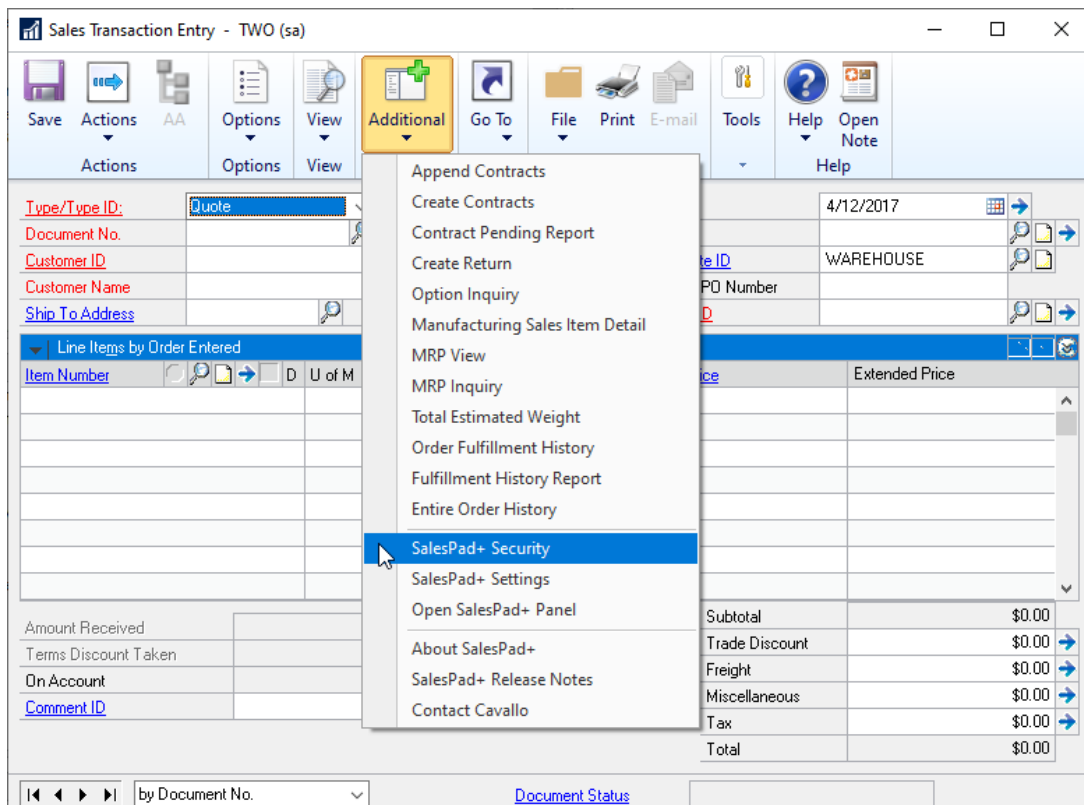 Sales Transaction Entry - TWO (sa)
Save Actions AA Options View Additional Go To File Print E-mail Tools Help Open Note
Actions Options View Help
Append Contracts
Create Contracts
Contract Pending Report
Create Return
Option Inquiry
Manufacturing Sales Item Detail
MRP View
MRP Inquiry
Total Estimated Weight
Order Fulfillment History
Fulfillment History Report
Entire Order History
SalesPad+ Security
SalesPad+ Settings
Open SalesPad+ Panel
About SalesPad+
SalesPad+ Release Notes
Contact Cavallo
Type/Type ID: Quote 4/12/2017
Document No.
Customer ID te ID WAREHOUSE
Customer Name PO Number
Ship To Address D
Line Items by Order Entered
Item Number D U of M ice Extended Price
Amount Received
Terms Discount Taken
On Account
Comment ID
Subtotal $0.00
Trade Discount $0.00
Freight $0.00
Miscellaneous $0.00
Tax $0.00
Total $0.00
by Document No. Document Status